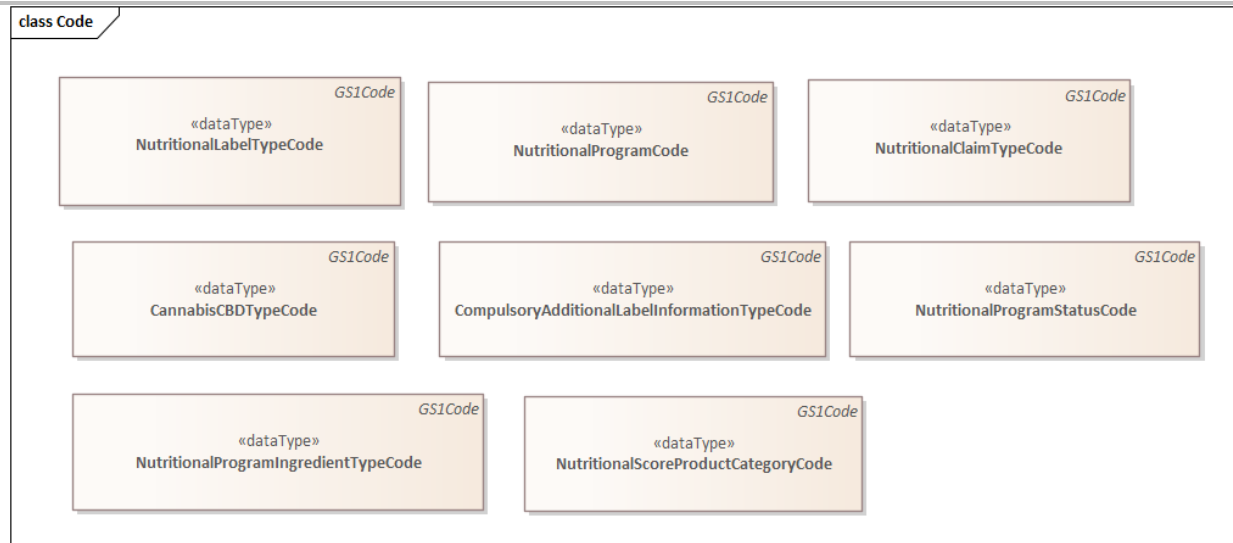 class Code
GS1Code
«dataType»
NutritionalLabelTypeCode
GS1Code
«dataType»
NutritionalProgramCode
GS1Code
«dataType»
NutritionalClaimTypeCode
GS1Code
«dataType»
CannabisCBDTypeCode
GS1Code
«dataType»
CompulsoryAdditionalLabelInformationTypeCode
GS1Code
«dataType»
NutritionalProgramStatusCode
GS1Code
«dataType»
NutritionalProgramIngredientTypeCode
GS1Code
«dataType»
NutritionalScoreProductCategoryCode